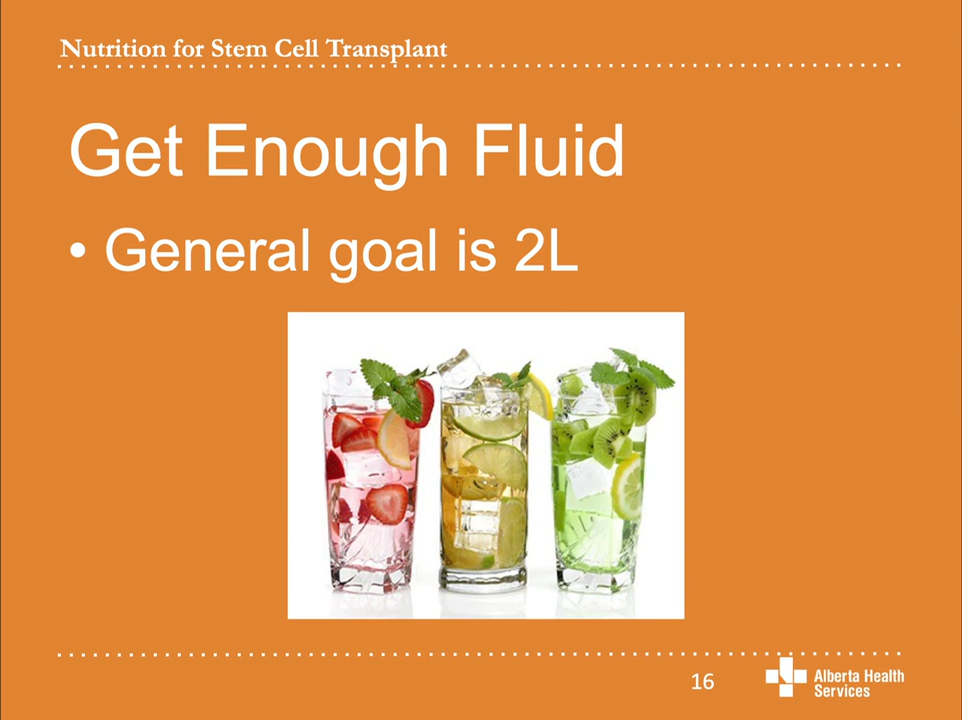 Nutrition for Stem Cell Transplant
Get Enough Fluid
• General goal is 2L
16
Alberta Health
Services